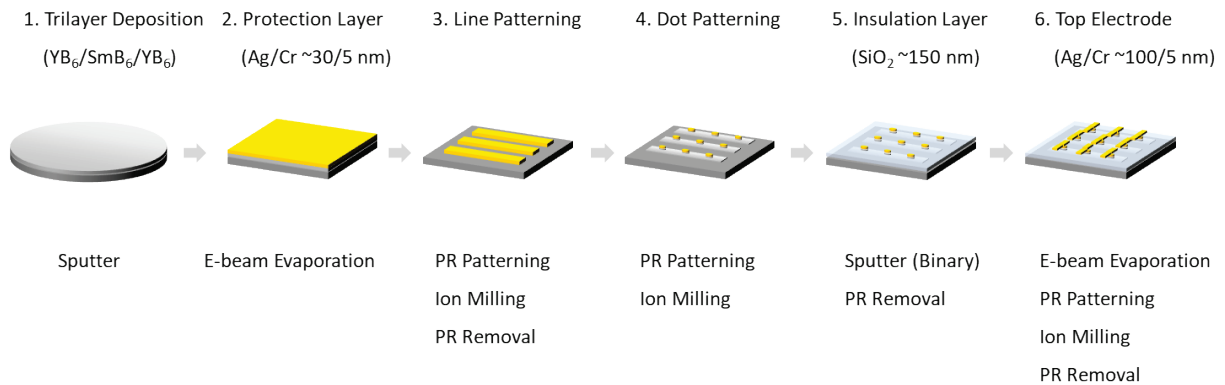 1. Trilayer Deposition
(YB₆/SmB₆/YB₆)
2. Protection Layer
(Ag/Cr ~30/5 nm)
3. Line Patterning
4. Dot Patterning
5. Insulation Layer
(SiO₂ ~150 nm)
6. Top Electrode
(Ag/Cr ~100/5 nm)
Sputter
E-beam Evaporation
PR Patterning
Ion Milling
PR Removal
PR Patterning
Ion Milling
Sputter (Binary)
PR Removal
E-beam Evaporation
PR Patterning
Ion Milling
PR Removal